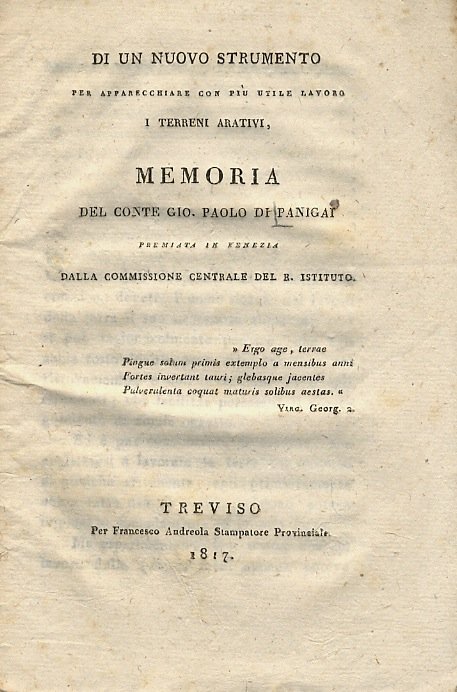 DI UN NUOVO STRUMENTO
PER APPARECCHIARE CON PIÙ UTILE LAVORO
I TERRENI ARATIVI,
MEMORIA
DEL CONTE GIO. PAOLO DI PANIGAI
PREMIATA IN VENEZIA
DALLA COMMISSIONE CENTRALE DEL R. ISTITUTO.
» Ergo age, terrae
Pingue solum primis extemplo a mensibus anni
Fortes invertant tauri; glebasque jacentes
Pulverulenta coquat maturis solibus aestas. «
VIRG. Georg. 2.
TREVISO
Per Francesco Andreola Stampatore Provinciale.
1817.